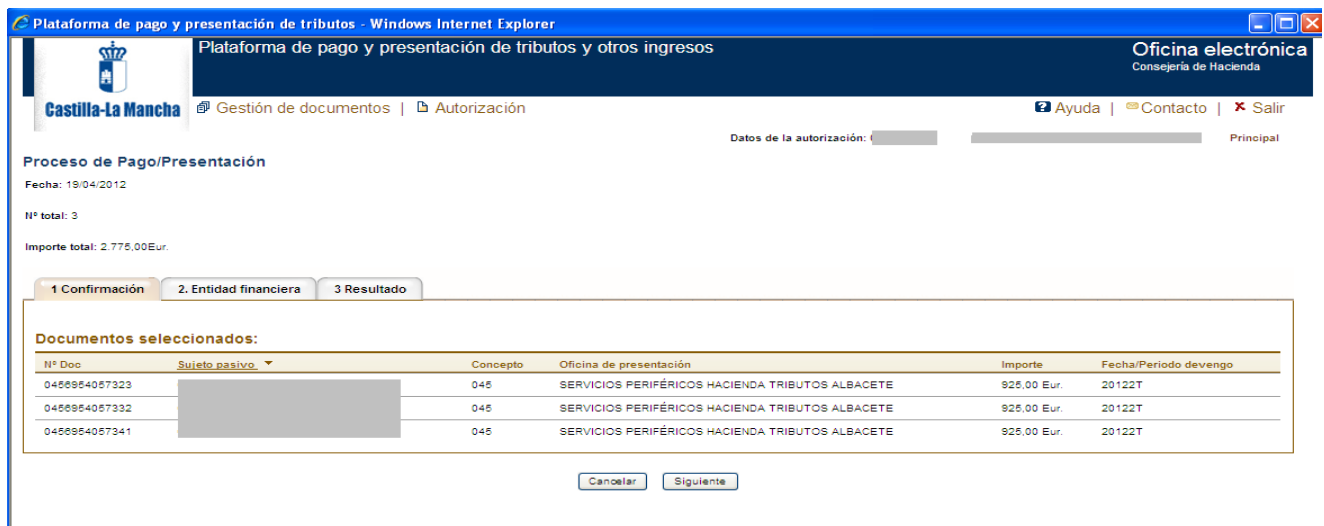 Plataforma de pago y presentación de tributos - Windows Internet Explorer
Plataforma de pago y presentación de tributos y otros ingresos
Oficina electrónica
Consejería de Hacienda
Castilla-La Mancha
Gestión de documentos | Autorización
? Ayuda | Contacto | Salir
Datos de la autorización:
Principal
Proceso de Pago/Presentación
Fecha: 19/04/2012
Nº total: 3
Importe total: 2.775,00Eur.
1 Confirmación 2. Entidad financiera 3 Resultado
Documentos seleccionados:
Nº Doc Sujeto pasivo Concepto Oficina de presentación Importe Fecha/Periodo devengo
0456954057323 045 SERVICIOS PERIFÉRICOS HACIENDA TRIBUTOS ALBACETE 925,00 Eur. 20122T
0456954057332 045 SERVICIOS PERIFÉRICOS HACIENDA TRIBUTOS ALBACETE 925,00 Eur. 20122T
0456954057341 045 SERVICIOS PERIFÉRICOS HACIENDA TRIBUTOS ALBACETE 925,00 Eur. 20122T
Cancelar Siguiente